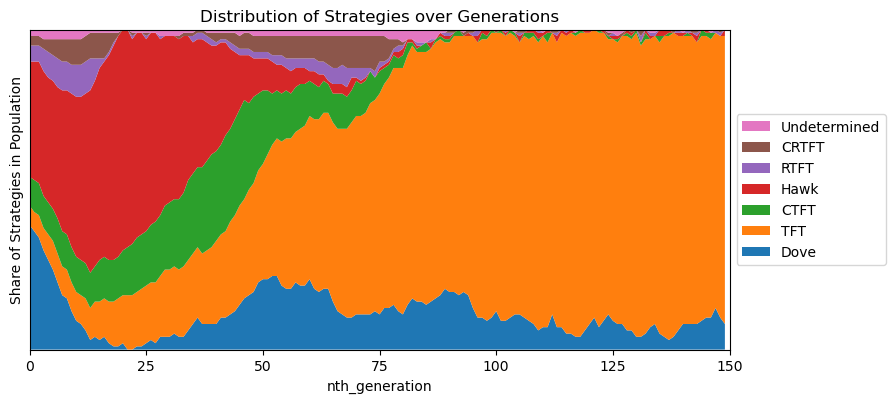 Distribution of Strategies over Generations
Share of Strategies in Population
0 25 50 75 100 125 150
nth_generation
Undetermined
CRTFT
RTFT
Hawk
CTFT
TFT
Dove